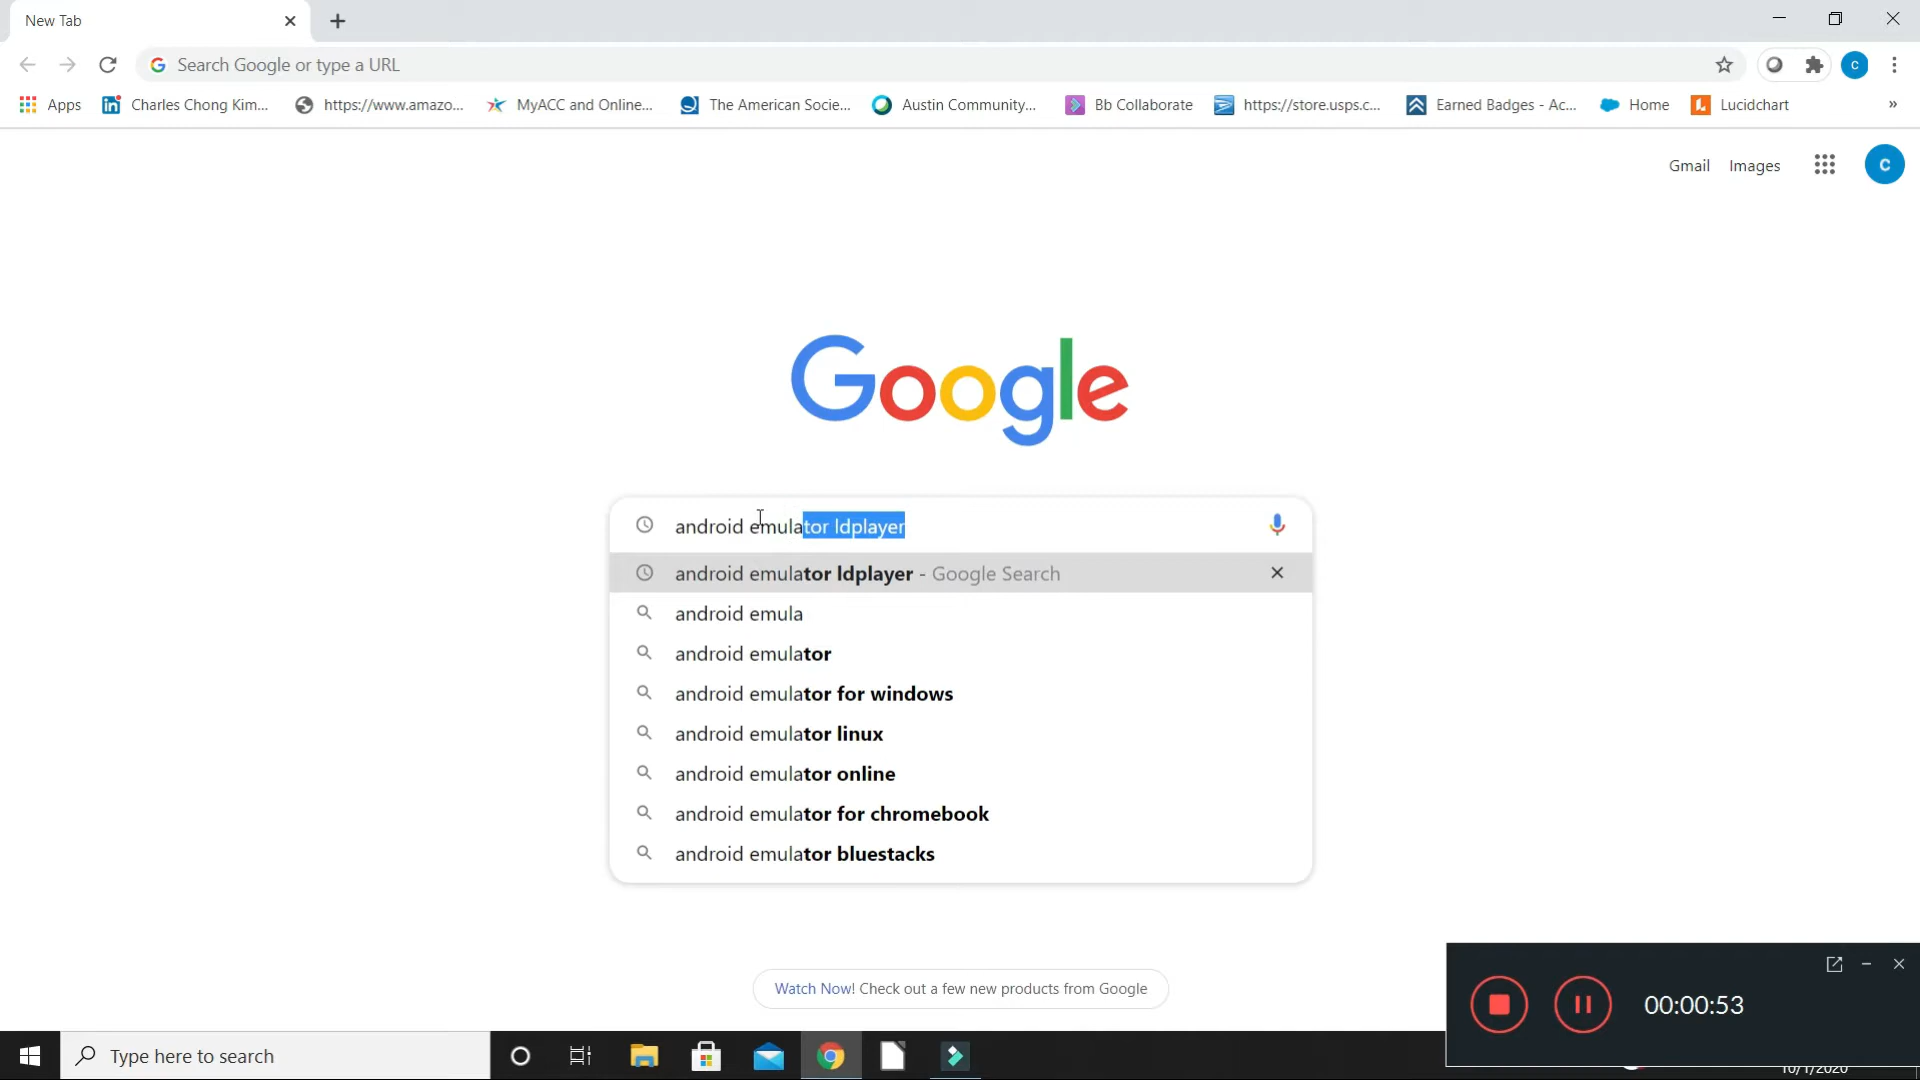 New Tab
Search Google or type a URL
Apps
Charles Chong Kim...
https://www.amazo...
MyACC and Online...
The American Socie...
Austin Community...
Bb Collaborate
https://store.usps.c...
Earned Badges - Ac...
Home
Lucidchart
»
Gmail
Images
C
Google
android emulator ldplayer
android emulator ldplayer - Google Search
android emula
android emulator
android emulator for windows
android emulator linux
android emulator online
android emulator for chromebook
android emulator bluestacks
Watch Now! Check out a few new products from Google
00:00:53
Type here to search
10/1/2020